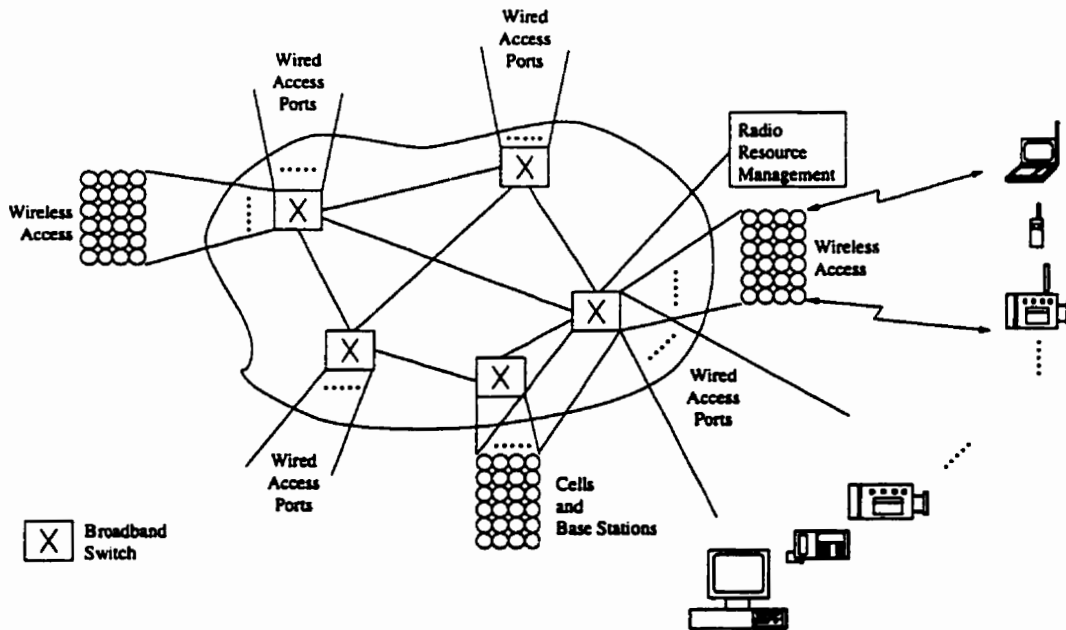 Wired
Access
Ports
Wired
Access
Ports
Radio
Resource
Management
Wireless
Access
X
X
Wireless
Access
X
X
X
Wired
Access
Ports
Wired
Access
Ports
Cells
and
Base Stations
X
Broadband
Switch